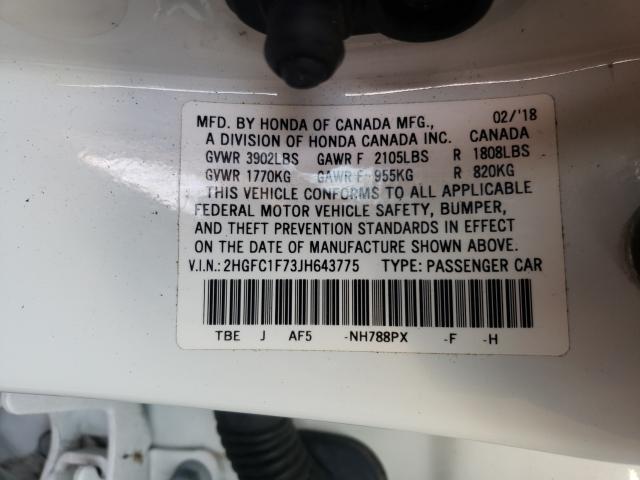 MFD. BY HONDA OF CANADA MFG., 02/'18
A DIVISION OF HONDA CANADA INC. CANADA
GVWR 3902LBS GAWR F 2105LBS R 1808LBS
GVWR 1770KG GAWR F 955KG R 820KG
THIS VEHICLE CONFORMS TO ALL APPLICABLE
FEDERAL MOTOR VEHICLE SAFETY, BUMPER,
AND THEFT PREVENTION STANDARDS IN EFFECT
ON THE DATE OF MANUFACTURE SHOWN ABOVE.
V.I.N.: 2HGFC1F73JH643775 TYPE: PASSENGER CAR
TBE J AF5 -NH788PX -F -H